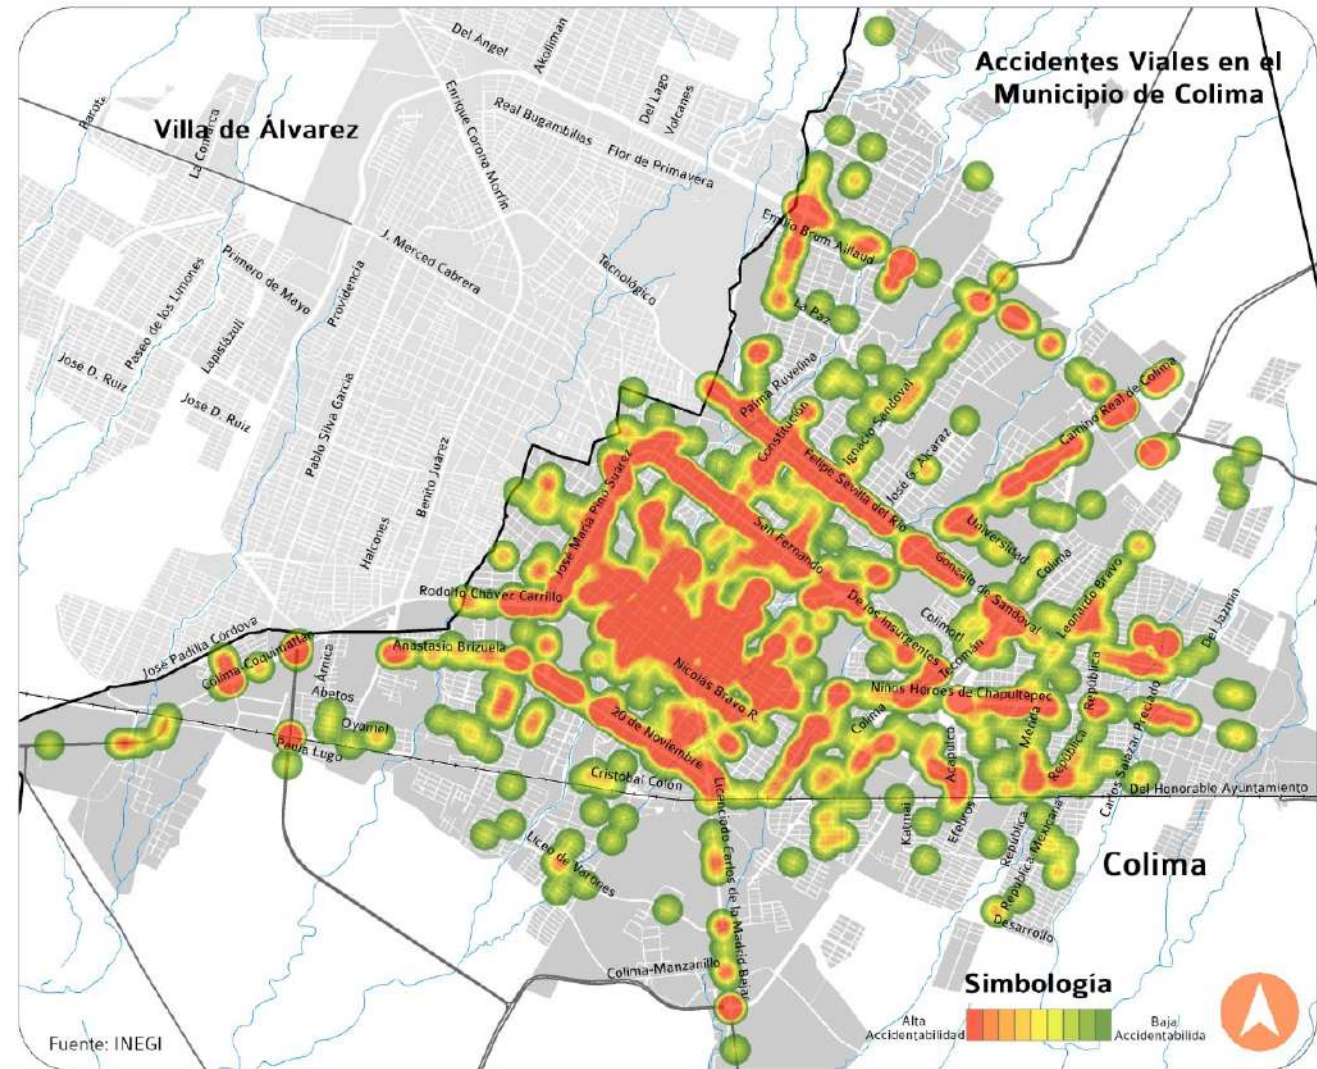 Accidentes Viales en el
Municipio de Colima
Villa de Álvarez
Del Ángel
Akolliman
Enrique Corona Morfín
Real Bugambilias
Del Lago
Volcanes
Flor de Primavera
La Comarca
J. Merced Cabrera
Tecnológico
Primero de Mayo
Providencia
Paseo de los Limones
Lapislázuli
José D. Ruiz
José D. Ruiz
Pablo Silva García
Benito Juárez
Halcones
Emilio Brum Aiñaud
La Paz
Palma Ruvelina
Constitución
Ignacio Sandoval
Camino Real de Colima
José G. Alcaraz
Felipe Sevilla del Río
José María Pino Suárez
San Fernando
Universidad
Gonzalo de Sandoval
Colima
Leonardo Bravo
Rodolfo Chávez Carrillo
De los Insurgentes
Colimotl
Tecomán
Del Jazmín
José Padilla Córdova
Colima-Coquimatlán
Anastasio Brizuela
Árnica
Abetos
Oyamel
Paula Lugo
Nicolás Bravo R.
Niños Héroes de Chapultepec
República
20 de Noviembre
Colima
Mérida
Carlos Salazar Preciado
Acapulco
República
Cristóbal Colón
Del Honorable Ayuntamiento
Licenciado Carlos de la Madrid Bejar
Katmai
Efebros
República
D. República Mexicana
Liceo de Varones
Colima
Desarrollo
Colima-Manzanillo
Simbología
Alta
Accidentabilidad
Baja
Accidentabilida
Fuente: INEGI